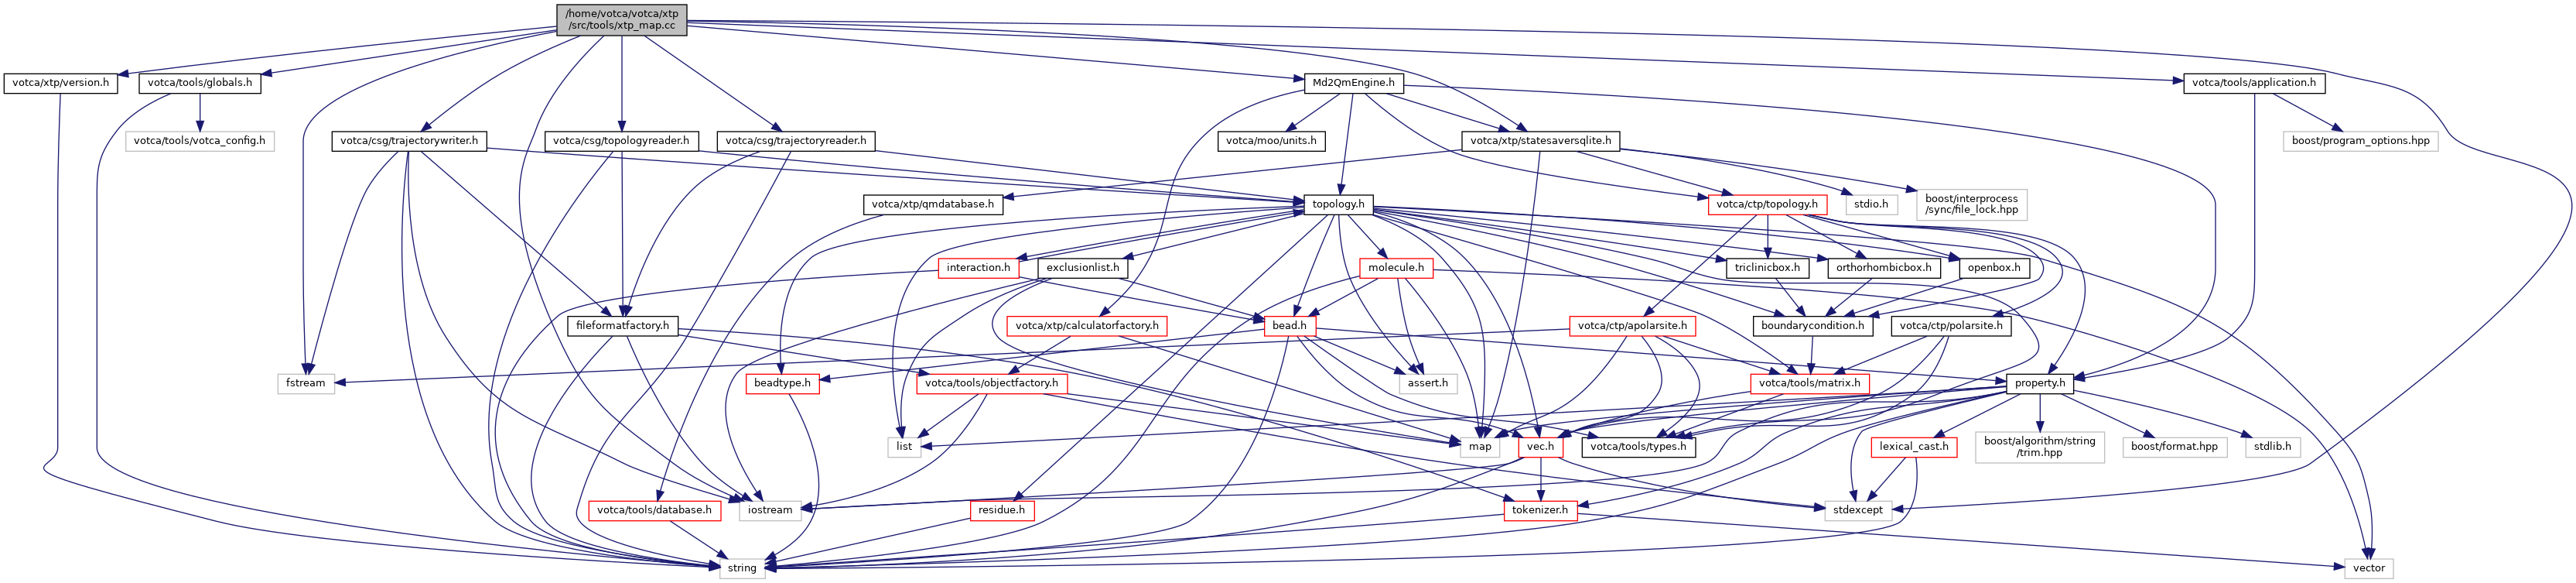 /home/votca/votca/xtp
/src/tools/xtp_map.cc
votca/xtp/version.h
votca/tools/globals.h
Md2QmEngine.h
votca/tools/application.h
votca/tools/votca_config.h
votca/csg/trajectorywriter.h
votca/csg/topologyreader.h
votca/csg/trajectoryreader.h
votca/moo/units.h
votca/xtp/statesaversqlite.h
boost/program_options.hpp
votca/xtp/qmdatabase.h
topology.h
votca/ctp/topology.h
stdio.h
boost/interprocess
/sync/file_lock.hpp
interaction.h
exclusionlist.h
molecule.h
triclinicbox.h
orthorhombicbox.h
openbox.h
fileformatfactory.h
votca/xtp/calculatorfactory.h
bead.h
votca/ctp/apolarsite.h
boundarycondition.h
votca/ctp/polarsite.h
fstream
beadtype.h
votca/tools/objectfactory.h
assert.h
votca/tools/matrix.h
property.h
list
map
vec.h
votca/tools/types.h
lexical_cast.h
boost/algorithm/string
/trim.hpp
boost/format.hpp
stdlib.h
votca/tools/database.h
iostream
residue.h
tokenizer.h
stdexcept
string
vector